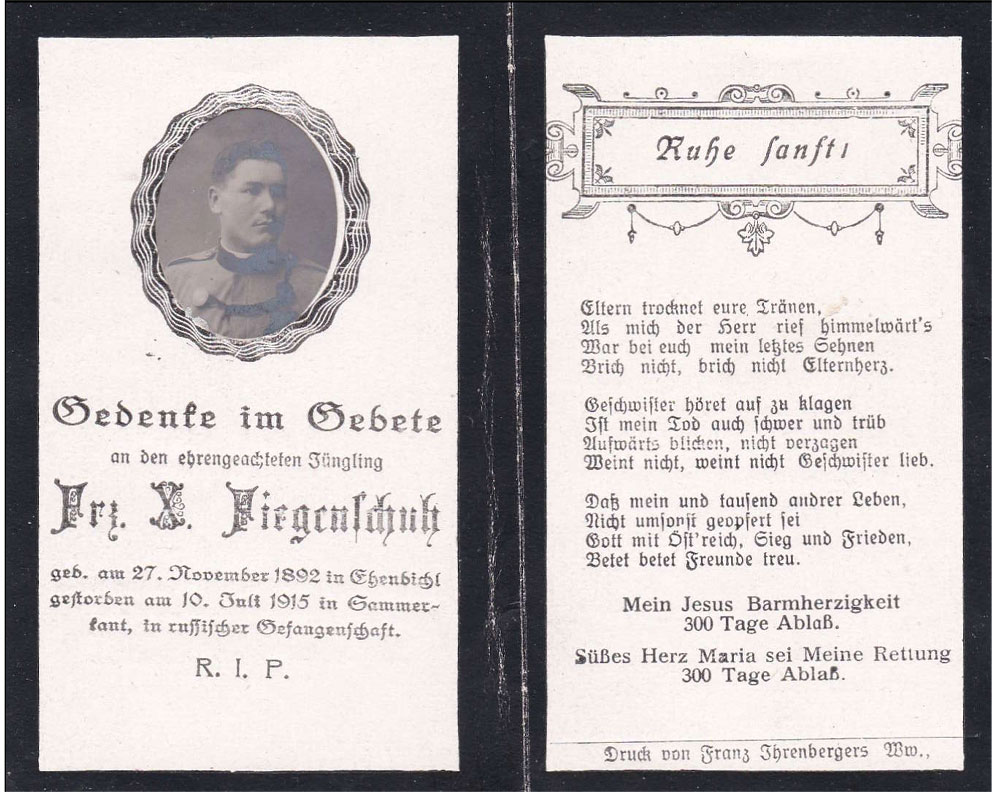 Gedenke im Gebete
an den ehrengeachteten Jüngling
Frz. X. Fiegenschuh
geb. am 27. November 1892 in Ehenbichl
gestorben am 10. Juli 1915 in Sammer-
kant, in russischer Gefangenschaft.
R. I. P.
Ruhe sanft!
Eltern trocknet eure Tränen,
Als mich der Herr rief himmelwärt's
War bei euch mein letztes Sehnen
Brich nicht, brich nicht Elternherz.
Geschwister höret auf zu klagen
Ist mein Tod auch schwer und trüb
Aufwärts blicken, nicht verzagen
Weint nicht, weint nicht Geschwister lieb.
Daß mein und tausend andrer Leben,
Nicht umsonst geopfert sei
Gott mit Öst'reich, Sieg und Frieden,
Betet betet Freunde treu.
Mein Jesus Barmherzigkeit
300 Tage Ablaß.
Süßes Herz Maria sei Meine Rettung
300 Tage Ablaß.
Druck von Franz Ihrenbergers Ww.,